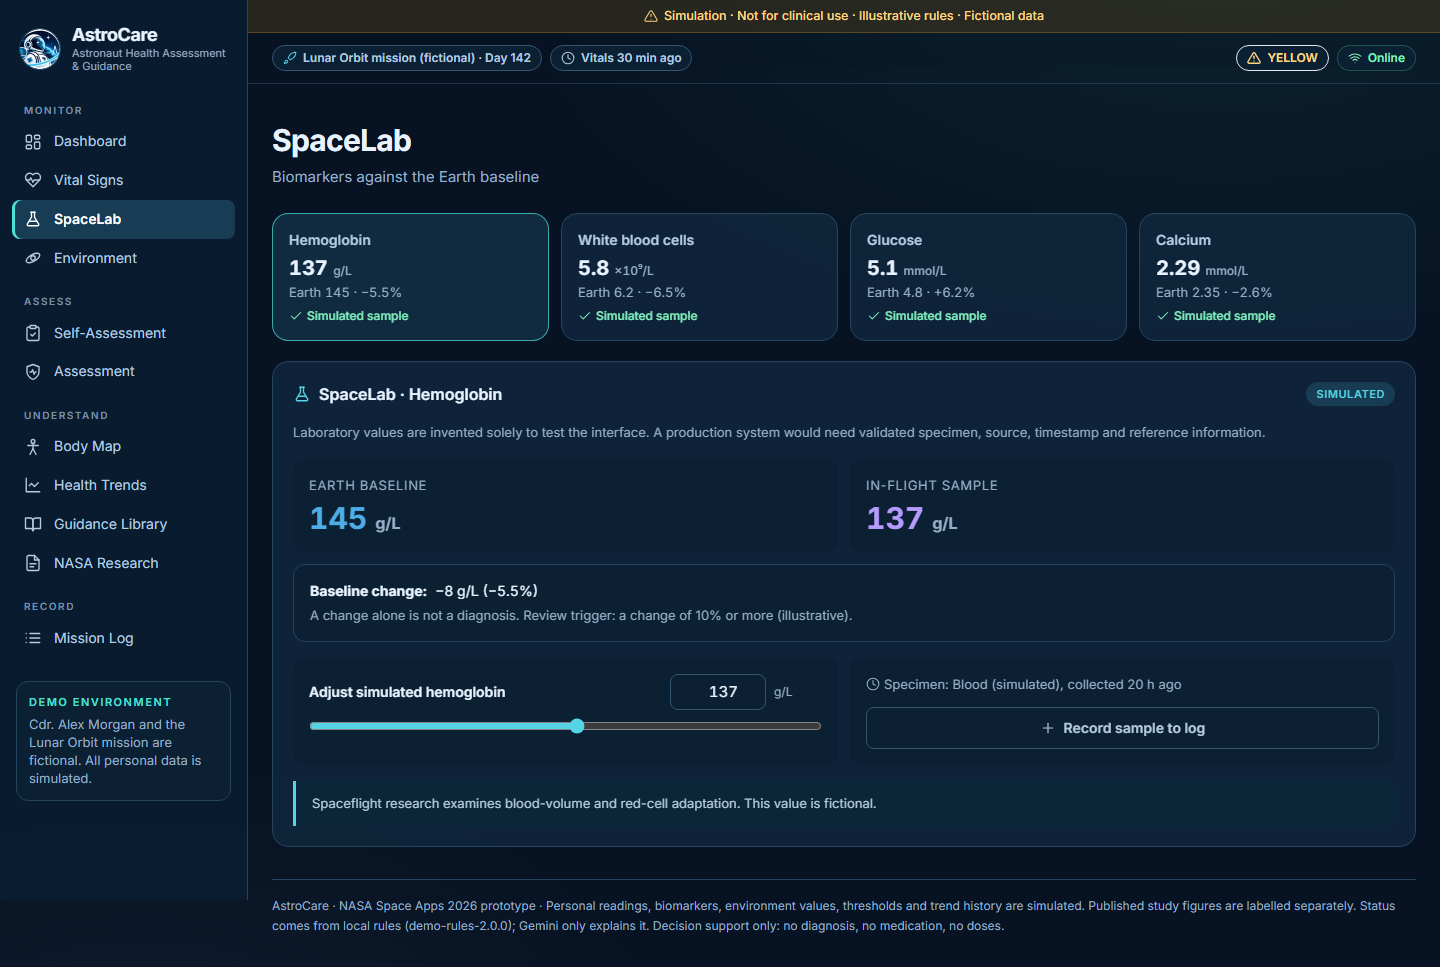 Simulation · Not for clinical use · Illustrative rules · Fictional data
AstroCare
Astronaut Health Assessment
& Guidance
Lunar Orbit mission (fictional) · Day 142
Vitals 30 min ago
YELLOW
Online
MONITOR
Dashboard
Vital Signs
SpaceLab
Environment
ASSESS
Self-Assessment
Assessment
UNDERSTAND
Body Map
Health Trends
Guidance Library
NASA Research
RECORD
Mission Log
DEMO ENVIRONMENT
Cdr. Alex Morgan and the
Lunar Orbit mission are
fictional. All personal data is
simulated.
SpaceLab
Biomarkers against the Earth baseline
Hemoglobin
137 g/L
Earth 145 · −5.5%
Simulated sample
White blood cells
5.8 ×10⁹/L
Earth 6.2 · −6.5%
Simulated sample
Glucose
5.1 mmol/L
Earth 4.8 · +6.2%
Simulated sample
Calcium
2.29 mmol/L
Earth 2.35 · −2.6%
Simulated sample
SpaceLab · Hemoglobin
SIMULATED
Laboratory values are invented solely to test the interface. A production system would need validated specimen, source, timestamp and reference information.
EARTH BASELINE
145 g/L
IN-FLIGHT SAMPLE
137 g/L
Baseline change: −8 g/L (−5.5%)
A change alone is not a diagnosis. Review trigger: a change of 10% or more (illustrative).
Adjust simulated hemoglobin
137 g/L
Specimen: Blood (simulated), collected 20 h ago
Record sample to log
Spaceflight research examines blood-volume and red-cell adaptation. This value is fictional.
AstroCare · NASA Space Apps 2026 prototype · Personal readings, biomarkers, environment values, thresholds and trend history are simulated. Published study figures are labelled separately. Status
comes from local rules (demo-rules-2.0.0); Gemini only explains it. Decision support only: no diagnosis, no medication, no doses.